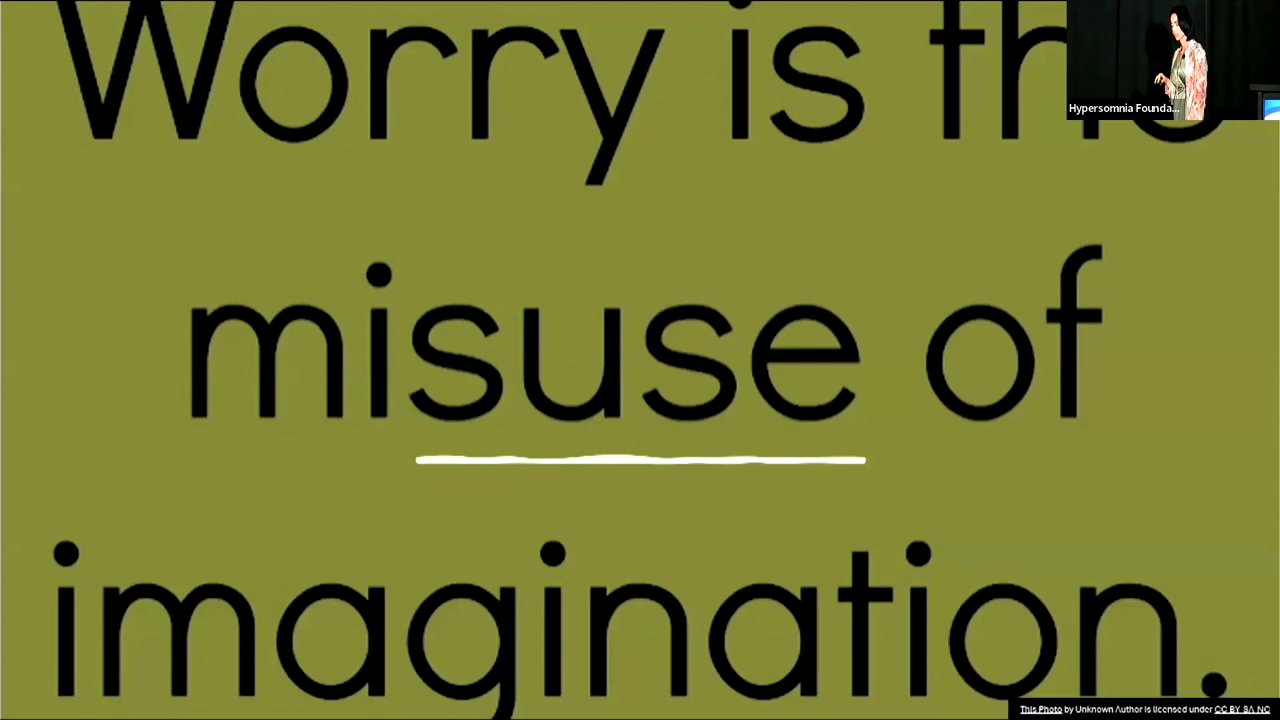 Worry is the
Hypersomnia Founda...
misuse of
imagination.
This Photo by Unknown Author is licensed under CC BY-SA-NC